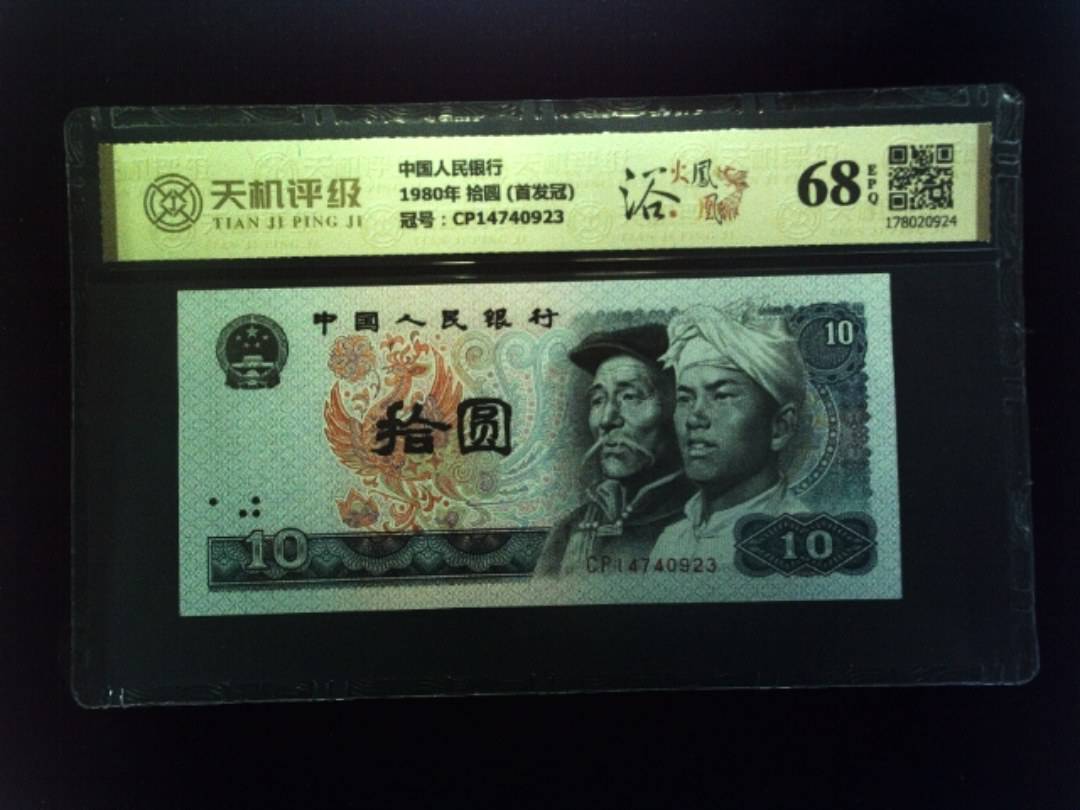 天机评级
TIAN JI PING JI
中国人民银行
1980年 拾圆 (首发冠)
冠号：CP14740923
浴火鳳凰
68
EPQ
178020924
中国人民银行
10
拾圆
10
CP14740923
10